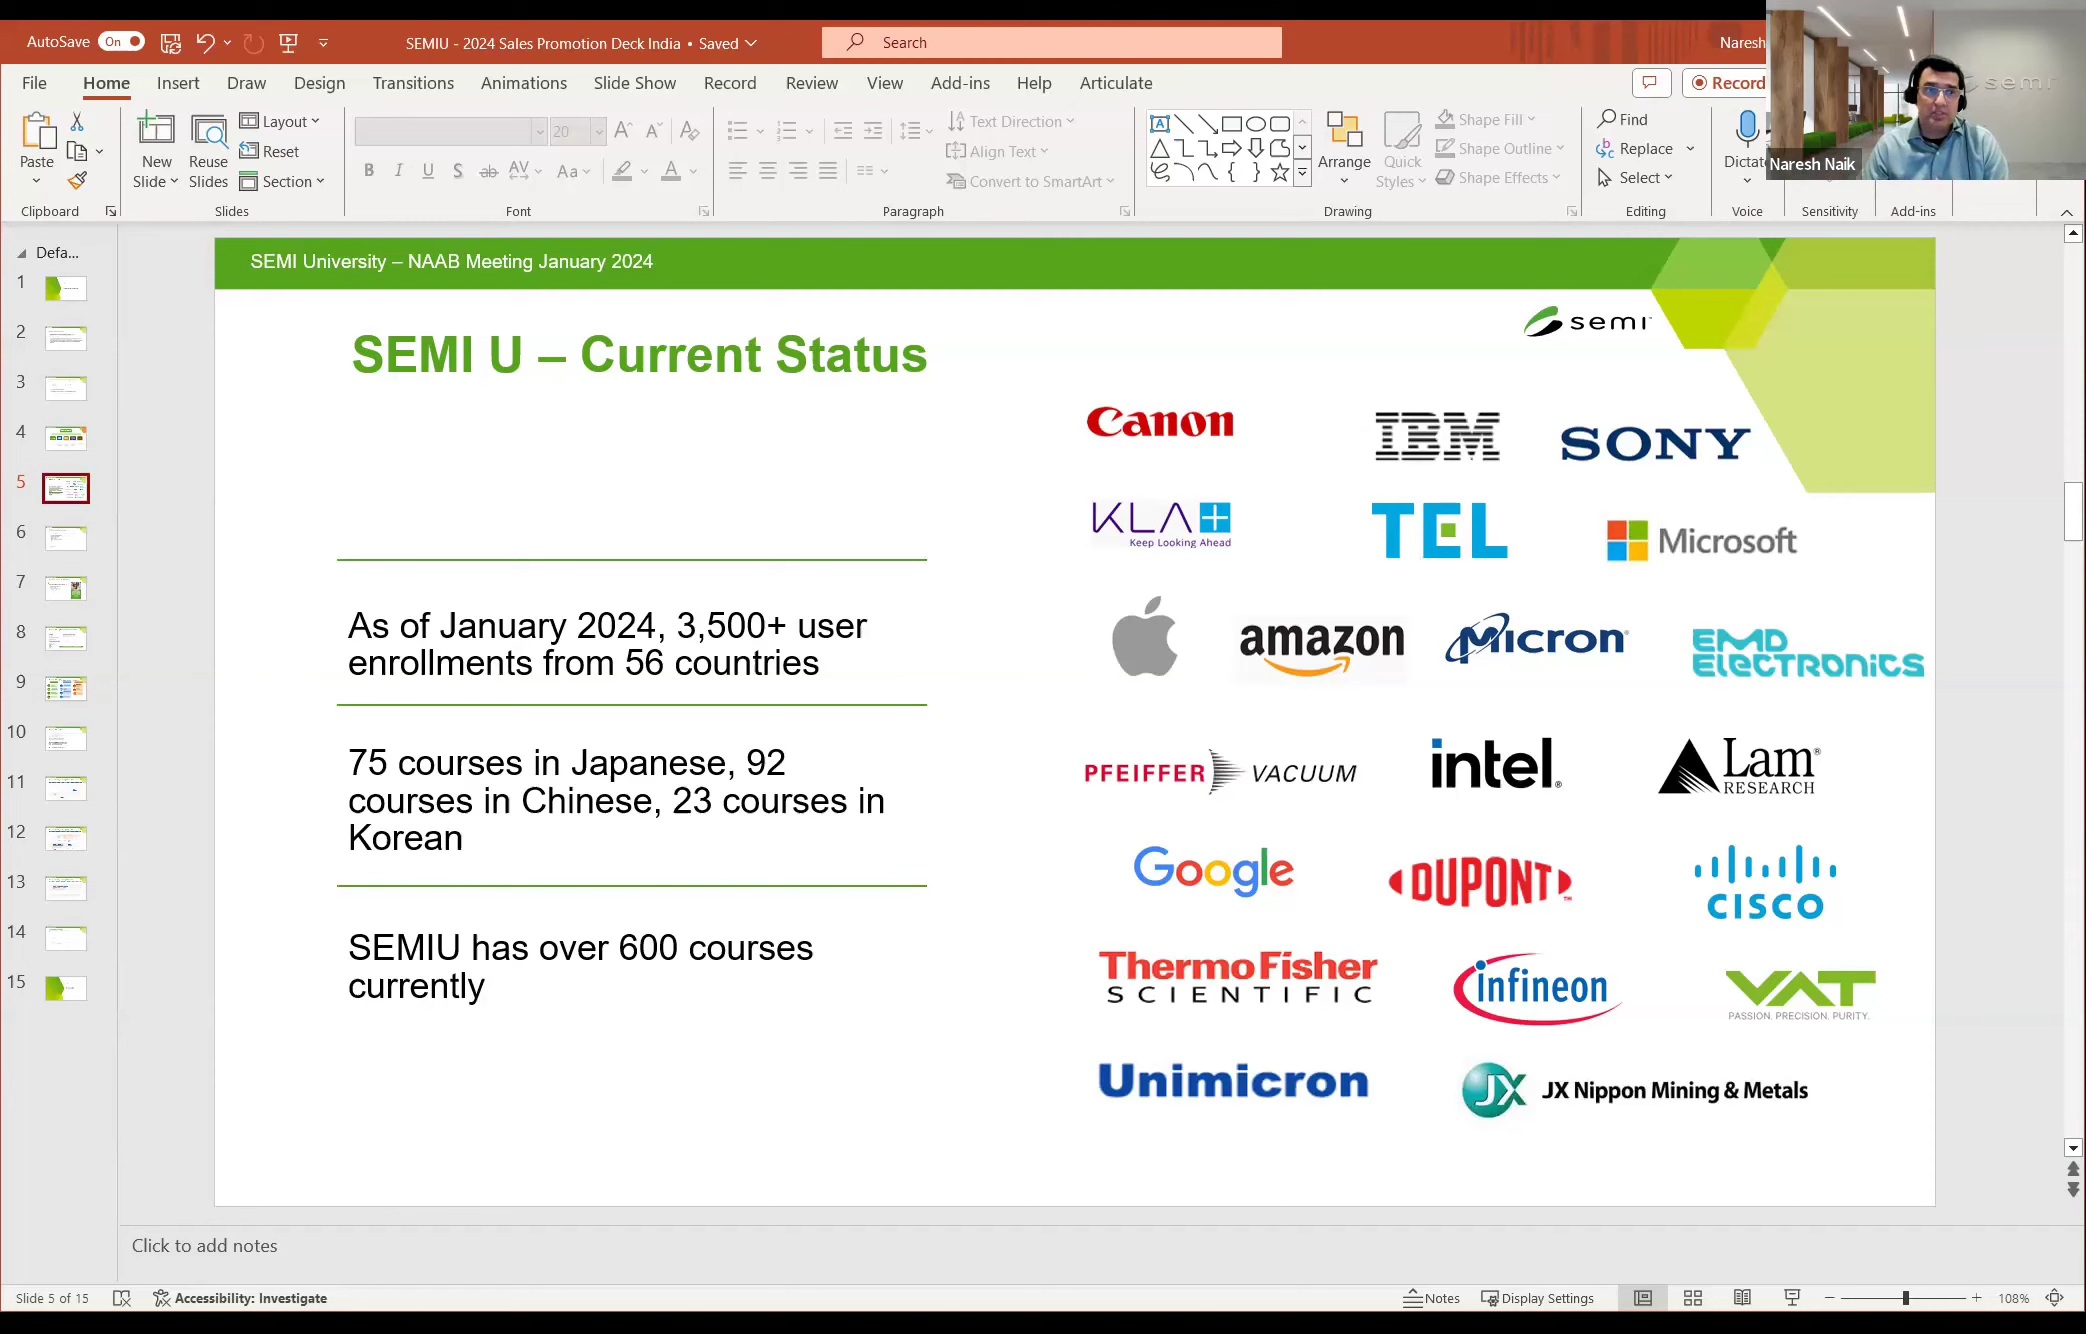 AutoSave On
SEMIU - 2024 Sales Promotion Deck India • Saved
Search
Naresh
File Home Insert Draw Design Transitions Animations Slide Show Record Review View Add-ins Help Articulate
Record
Paste
New
Slide
Reuse
Slides
Layout
Reset
Section
20
B I U S ab AV Aa A
Text Direction
Align Text
Convert to SmartArt
Arrange
Quick
Styles
Shape Fill
Shape Outline
Shape Effects
Find
Replace
Select
Dictat
semi
Naresh Naik
Clipboard Slides Font Paragraph Drawing Editing Voice Sensitivity Add-ins
Defa...
1
2
3
4
5
6
7
8
9
10
11
12
13
14
15
SEMI University – NAAB Meeting January 2024
semi
SEMI U – Current Status
As of January 2024, 3,500+ user
enrollments from 56 countries
75 courses in Japanese, 92
courses in Chinese, 23 courses in
Korean
SEMIU has over 600 courses
currently
Canon IBM SONY
KLA+
Keep Looking Ahead
TEL
Microsoft
amazon
Micron®
EMD
ELECTRONICS
PFEIFFER VACUUM
intel®
Lam®
RESEARCH
Google
DUPONT™
CISCO
ThermoFisher
SCIENTIFIC
infineon
VAT
PASSION. PRECISION. PURITY.
Unimicron
JX JX Nippon Mining & Metals
Click to add notes
Slide 5 of 15
Accessibility: Investigate
Notes
Display Settings
108%